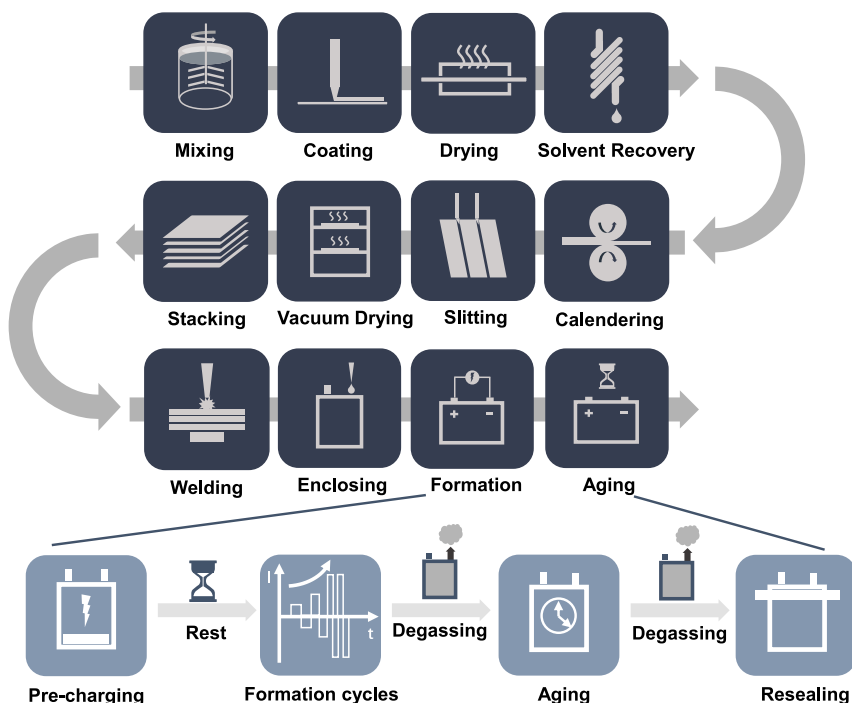 Mixing
Coating
Drying
Solvent Recovery
Stacking
Vacuum Drying
Slitting
Calendering
+ -
+ -
Welding
Enclosing
Formation
Aging
I
t
Rest
Degassing
Degassing
Pre-charging
Formation cycles
Aging
Resealing